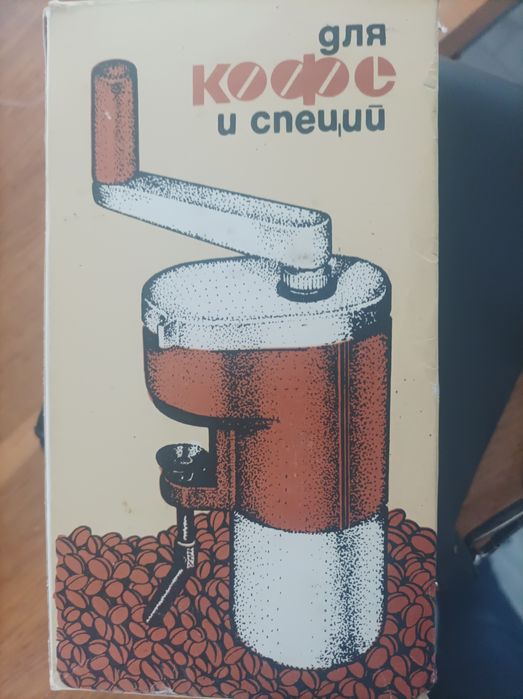 для
кофе
и специй